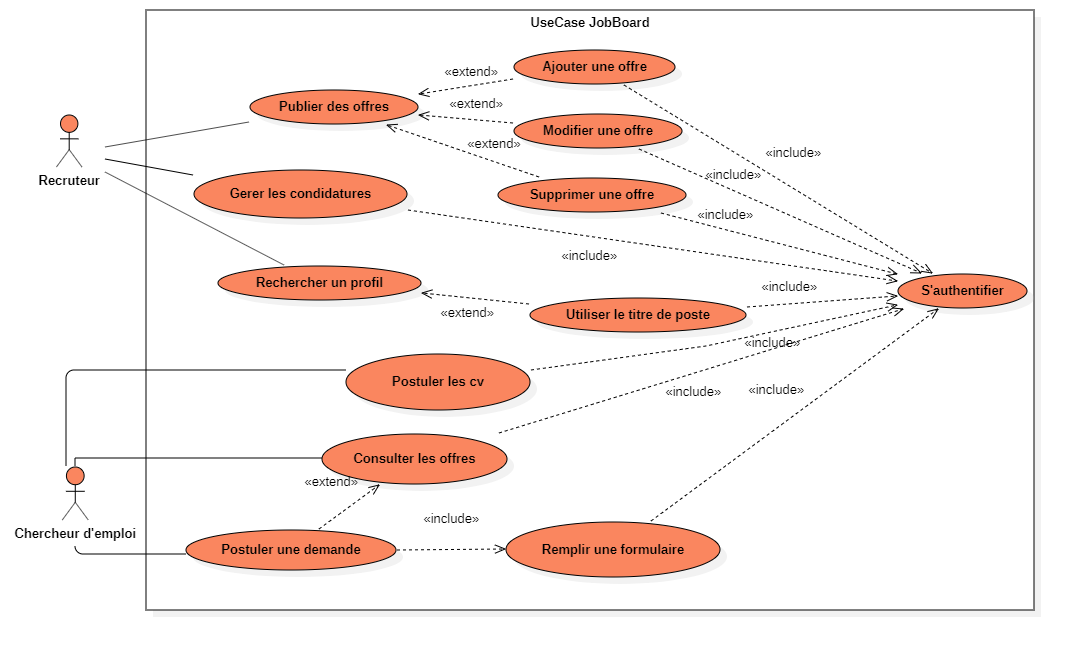 UseCase JobBoard
«extend»
Ajouter une offre
Publier des offres
«extend»
Modifier une offre
«extend»
«include»
Recruteur
«include»
Gerer les condidatures
Supprimer une offre
«include»
«include»
Rechercher un profil
«include»
S'authentifier
«extend»
Utiliser le titre de poste
«include»
Postuler les cv
«include»
«include»
Consulter les offres
«extend»
Chercheur d'emploi
«include»
Postuler une demande
Remplir une formulaire